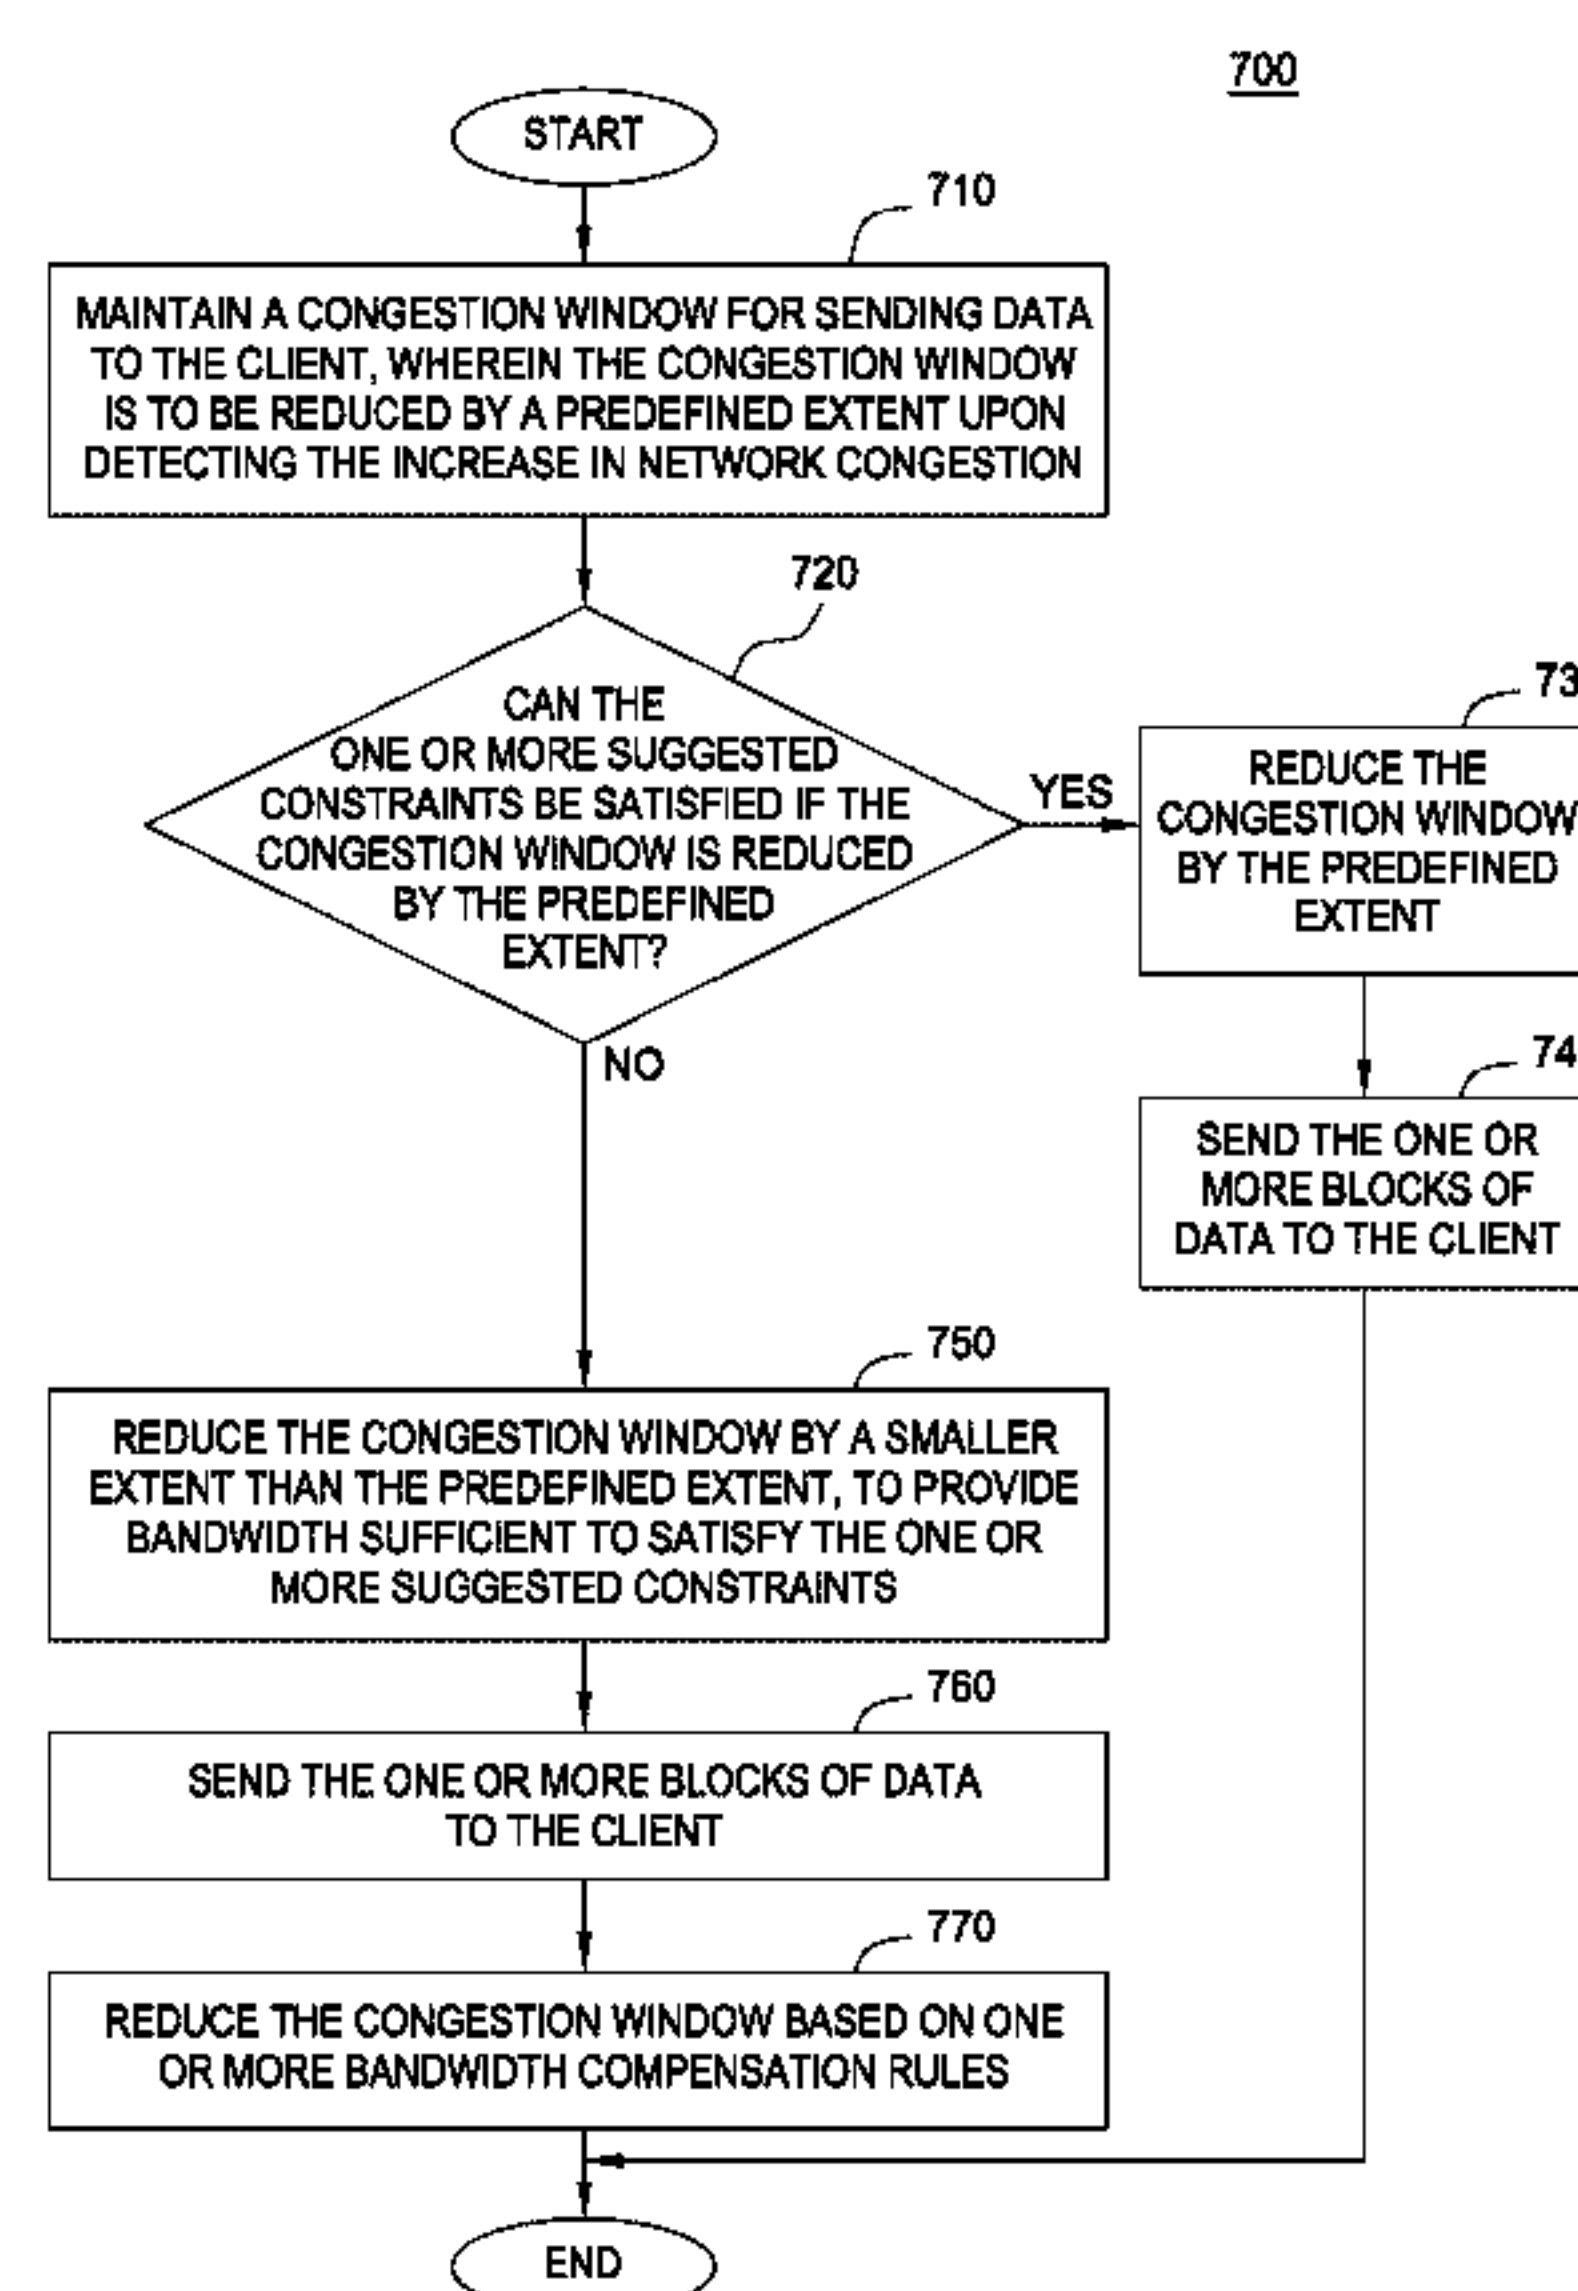 700
START
710
MAINTAIN A CONGESTION WINDOW FOR SENDING DATA
TO THE CLIENT, WHEREIN THE CONGESTION WINDOW
IS TO BE REDUCED BY A PREDEFINED EXTENT UPON
DETECTING THE INCREASE IN NETWORK CONGESTION
720
CAN THE
ONE OR MORE SUGGESTED
CONSTRAINTS BE SATISFIED IF THE
CONGESTION WINDOW IS REDUCED
BY THE PREDEFINED
EXTENT?
YES
73
REDUCE THE
CONGESTION WINDOW
BY THE PREDEFINED
EXTENT
74
SEND THE ONE OR
MORE BLOCKS OF
DATA TO THE CLIENT
NO
750
REDUCE THE CONGESTION WINDOW BY A SMALLER
EXTENT THAN THE PREDEFINED EXTENT, TO PROVIDE
BANDWIDTH SUFFICIENT TO SATISFY THE ONE OR
MORE SUGGESTED CONSTRAINTS
760
SEND THE ONE OR MORE BLOCKS OF DATA
TO THE CLIENT
770
REDUCE THE CONGESTION WINDOW BASED ON ONE
OR MORE BANDWIDTH COMPENSATION RULES
END